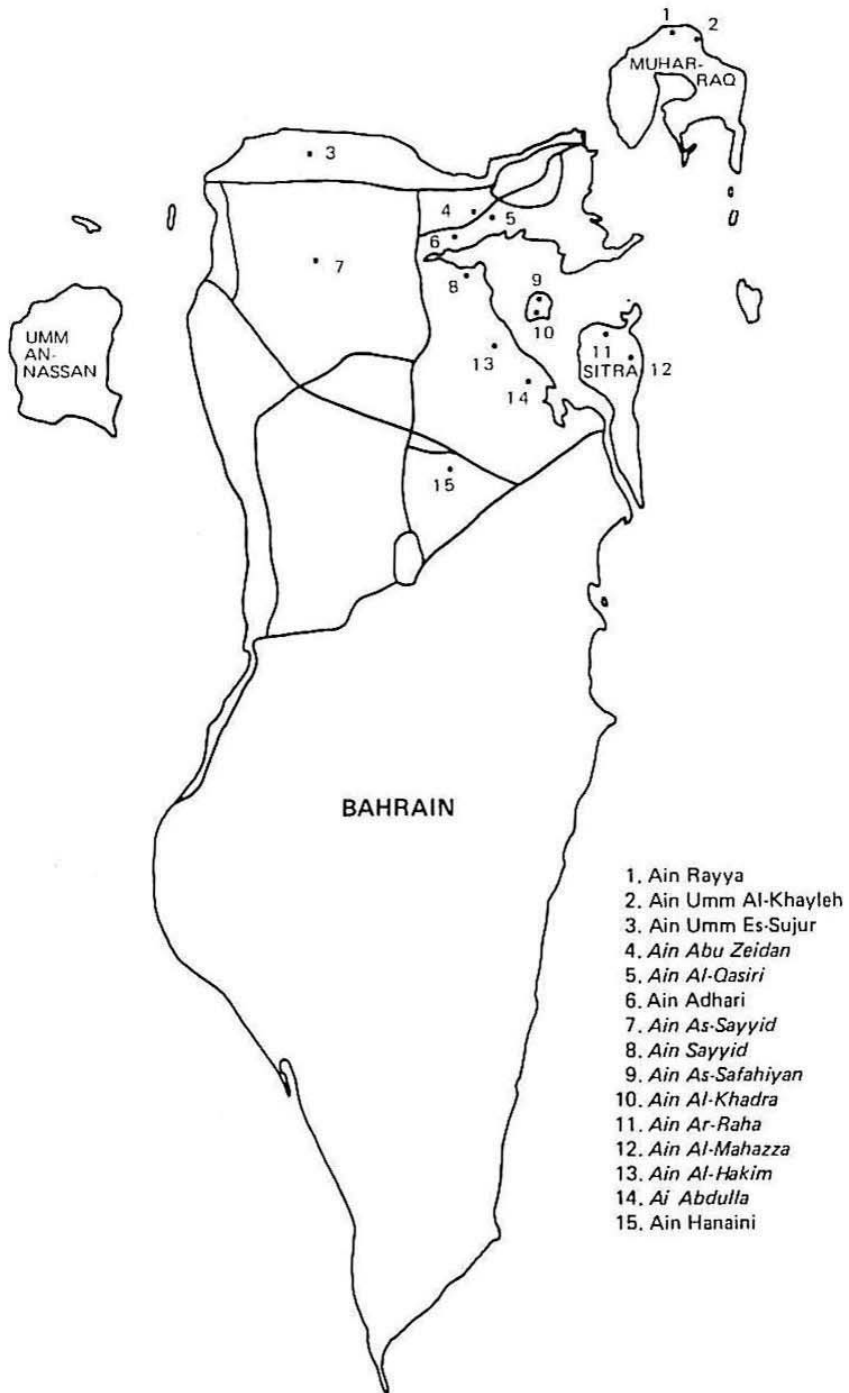 1
2
MUHAR-
RAQ
3
4
5
6
7
8
9
10
UMM
AN-
NASSAN
11
SITRA
12
13
14
15
BAHRAIN
1. Ain Rayya
2. Ain Umm Al-Khayleh
3. Ain Umm Es-Sujur
4. Ain Abu Zeidan
5. Ain Al-Qasiri
6. Ain Adhari
7. Ain As-Sayyid
8. Ain Sayyid
9. Ain As-Safahiyan
10. Ain Al-Khadra
11. Ain Ar-Raha
12. Ain Al-Mahazza
13. Ain Al-Hakim
14. Ai Abdulla
15. Ain Hanaini